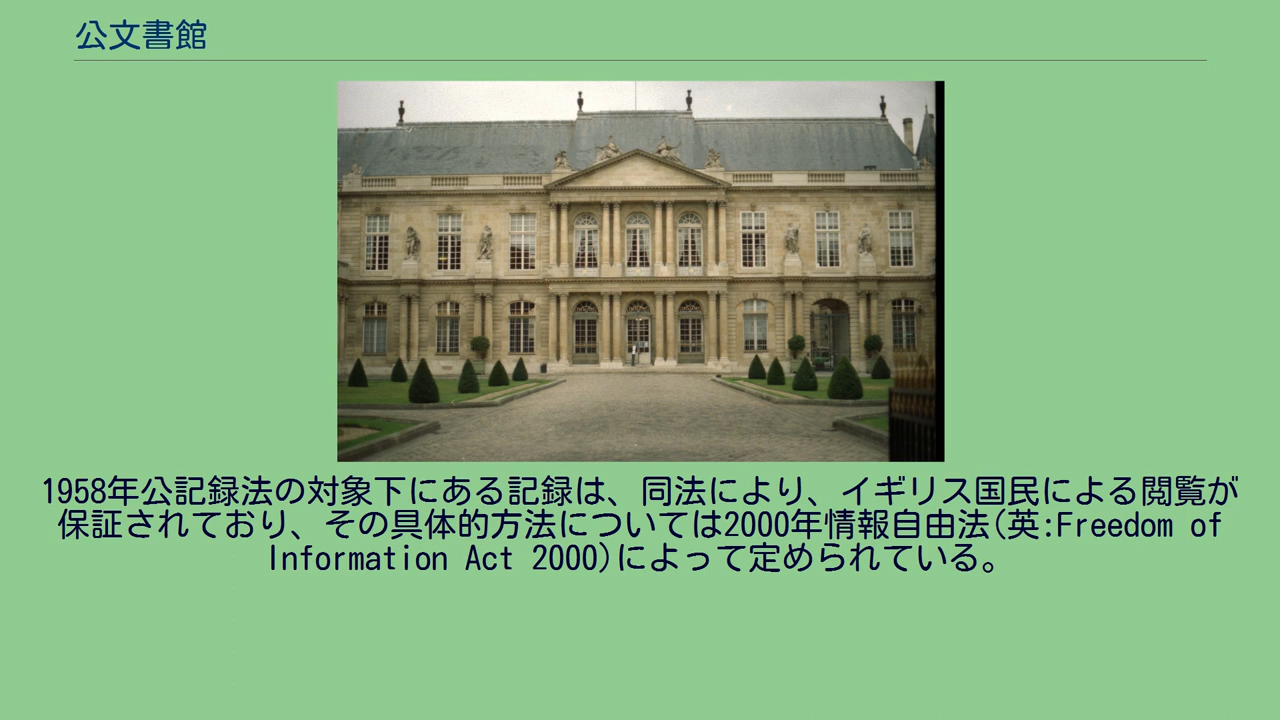 公文書館
1958年公記録法の対象下にある記録は、同法により、イギリス国民による閲覧が
保証されており、その具体的方法については2000年情報自由法(英:Freedom of
Information Act 2000)によって定められている。